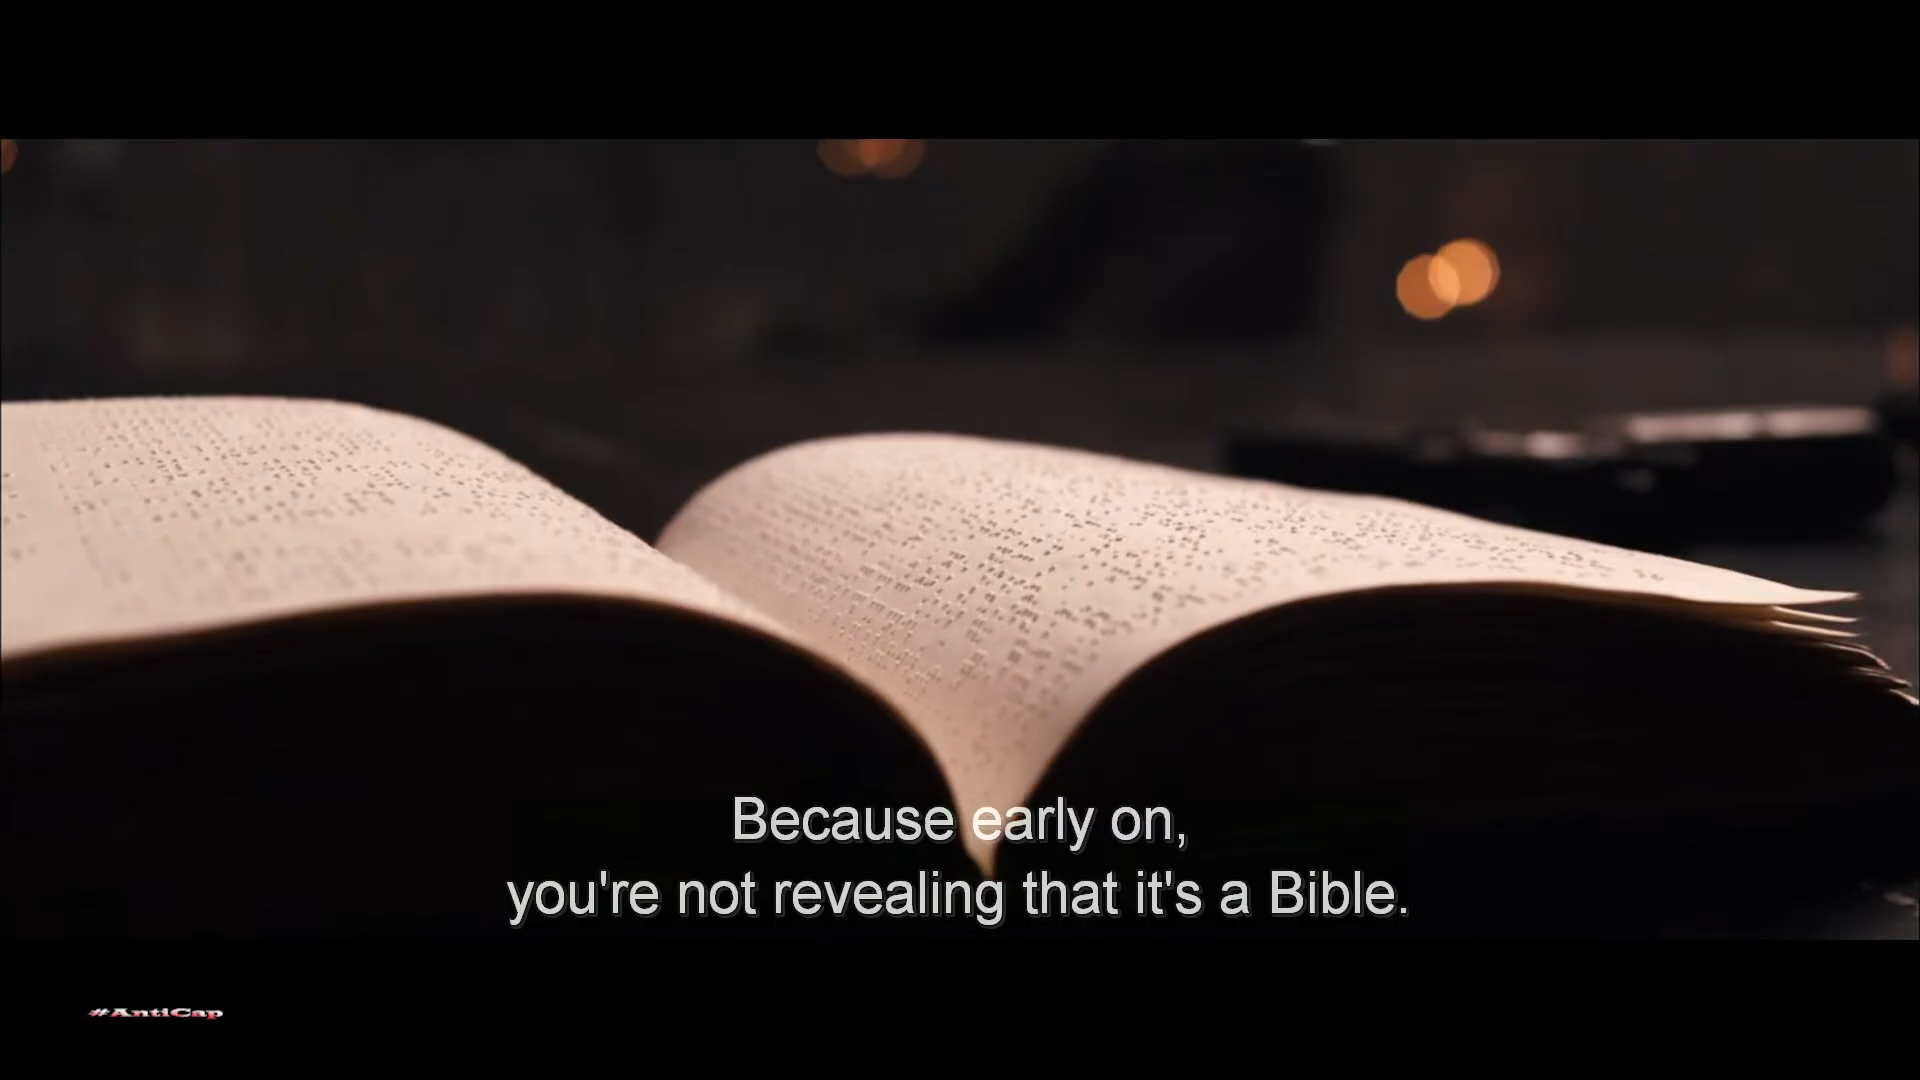 Because early on,
you're not revealing that it's a Bible.
#AntiCap